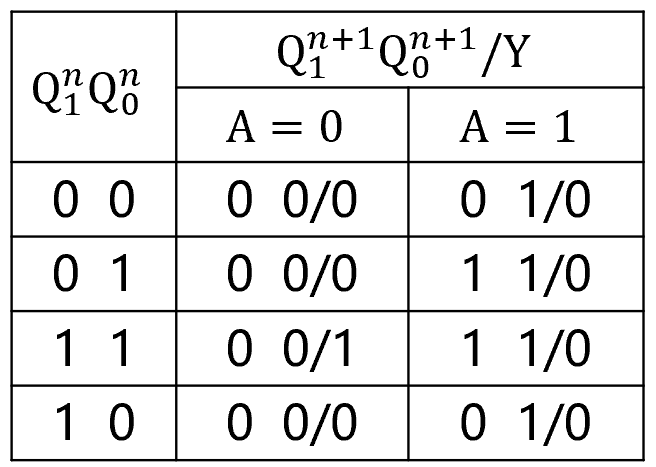 Q₁ⁿQ₀ⁿ Q₁ⁿ⁺¹Q₀ⁿ⁺¹/Y
A = 0 A = 1
0 0 0 0/0 0 1/0
0 1 0 0/0 1 1/0
1 1 0 0/1 1 1/0
1 0 0 0/0 0 1/0